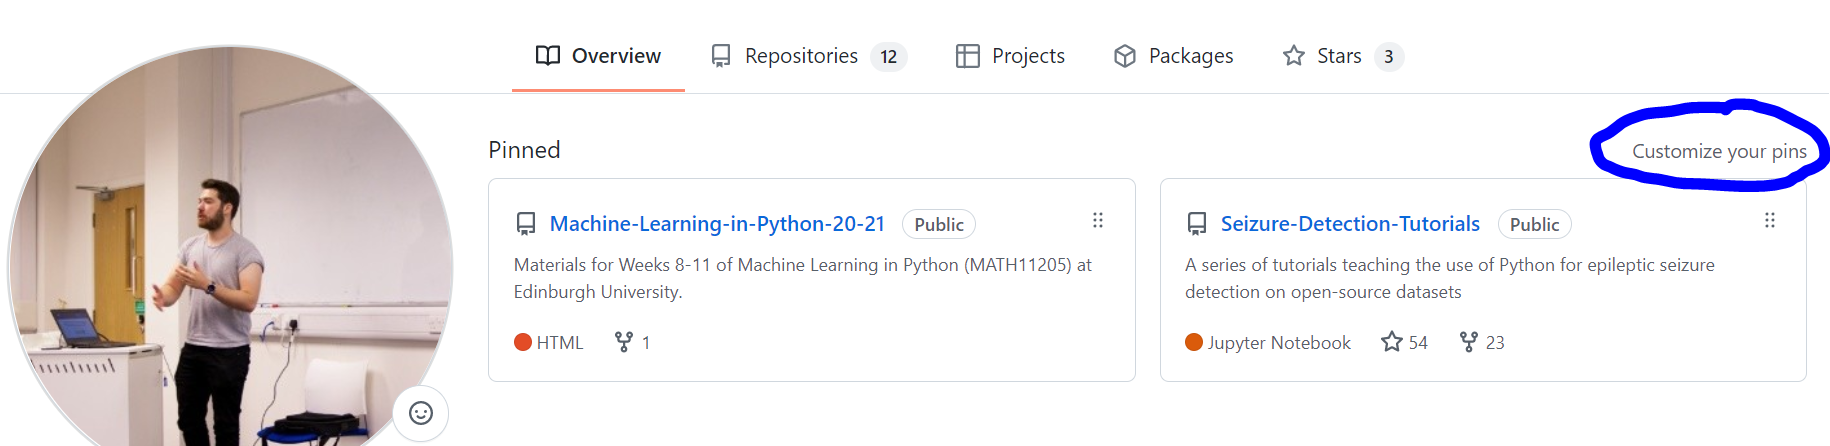 Overview Repositories 12 Projects Packages Stars 3
Pinned
Customize your pins
Machine-Learning-in-Python-20-21 Public
Materials for Weeks 8-11 of Machine Learning in Python (MATH11205) at
Edinburgh University.
HTML 1
Seizure-Detection-Tutorials Public
A series of tutorials teaching the use of Python for epileptic seizure
detection on open-source datasets
Jupyter Notebook 54 23